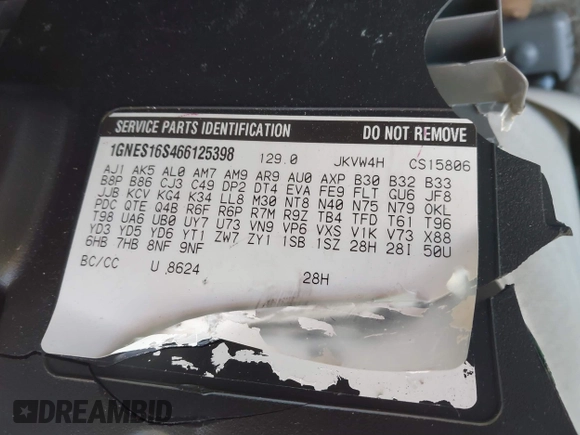 SERVICE PARTS IDENTIFICATION DO NOT REMOVE
1GNES16S466125398 129.0 JKVW4H CS15806
AJ1 AK5 AL0 AM7 AM9 AR9 AU0 AXP B30 B32 B33
B8P B86 CJ3 C49 DP2 DT4 EVA FE9 FLT GU6 JF8
JJB KCV KG4 K34 LL8 M30 NT8 N40 N75 N79 OKL
PDC QTE Q4B R6F R6P R7M R9Z TB4 TFD T61 T96
T98 UA6 UB0 UY7 U73 VN9 VP6 VXS V1K V73 X88
YD3 YD5 YD6 YT1 ZW7 ZY1 1SB 1SZ 28H 28I 50U
6HB 7HB 8NF 9NF
BC/CC U 8624 28H
DREAMBID